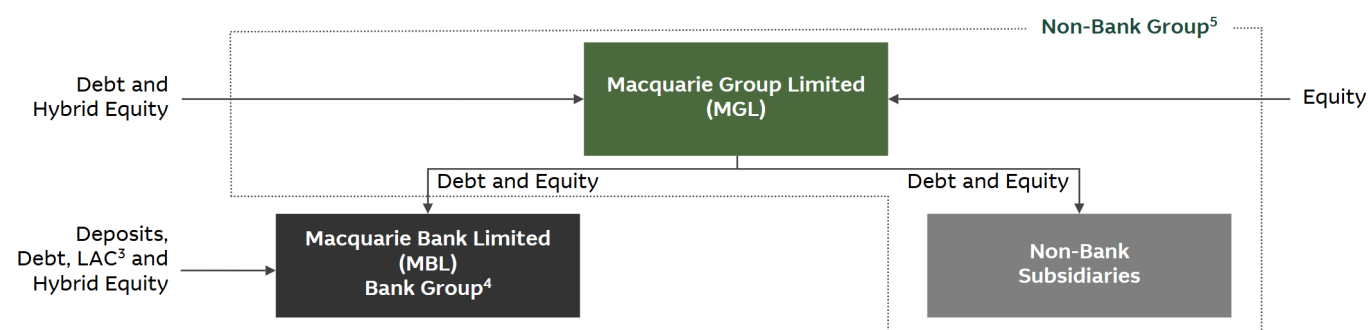 Non-Bank Group5
Debt and
Hybrid Equity
Macquarie Group Limited
(MGL)
Equity
Debt and Equity
Debt and Equity
Deposits,
Debt, LAC3 and
Hybrid Equity
Macquarie Bank Limited
(MBL)
Bank Group4
Non-Bank
Subsidiaries